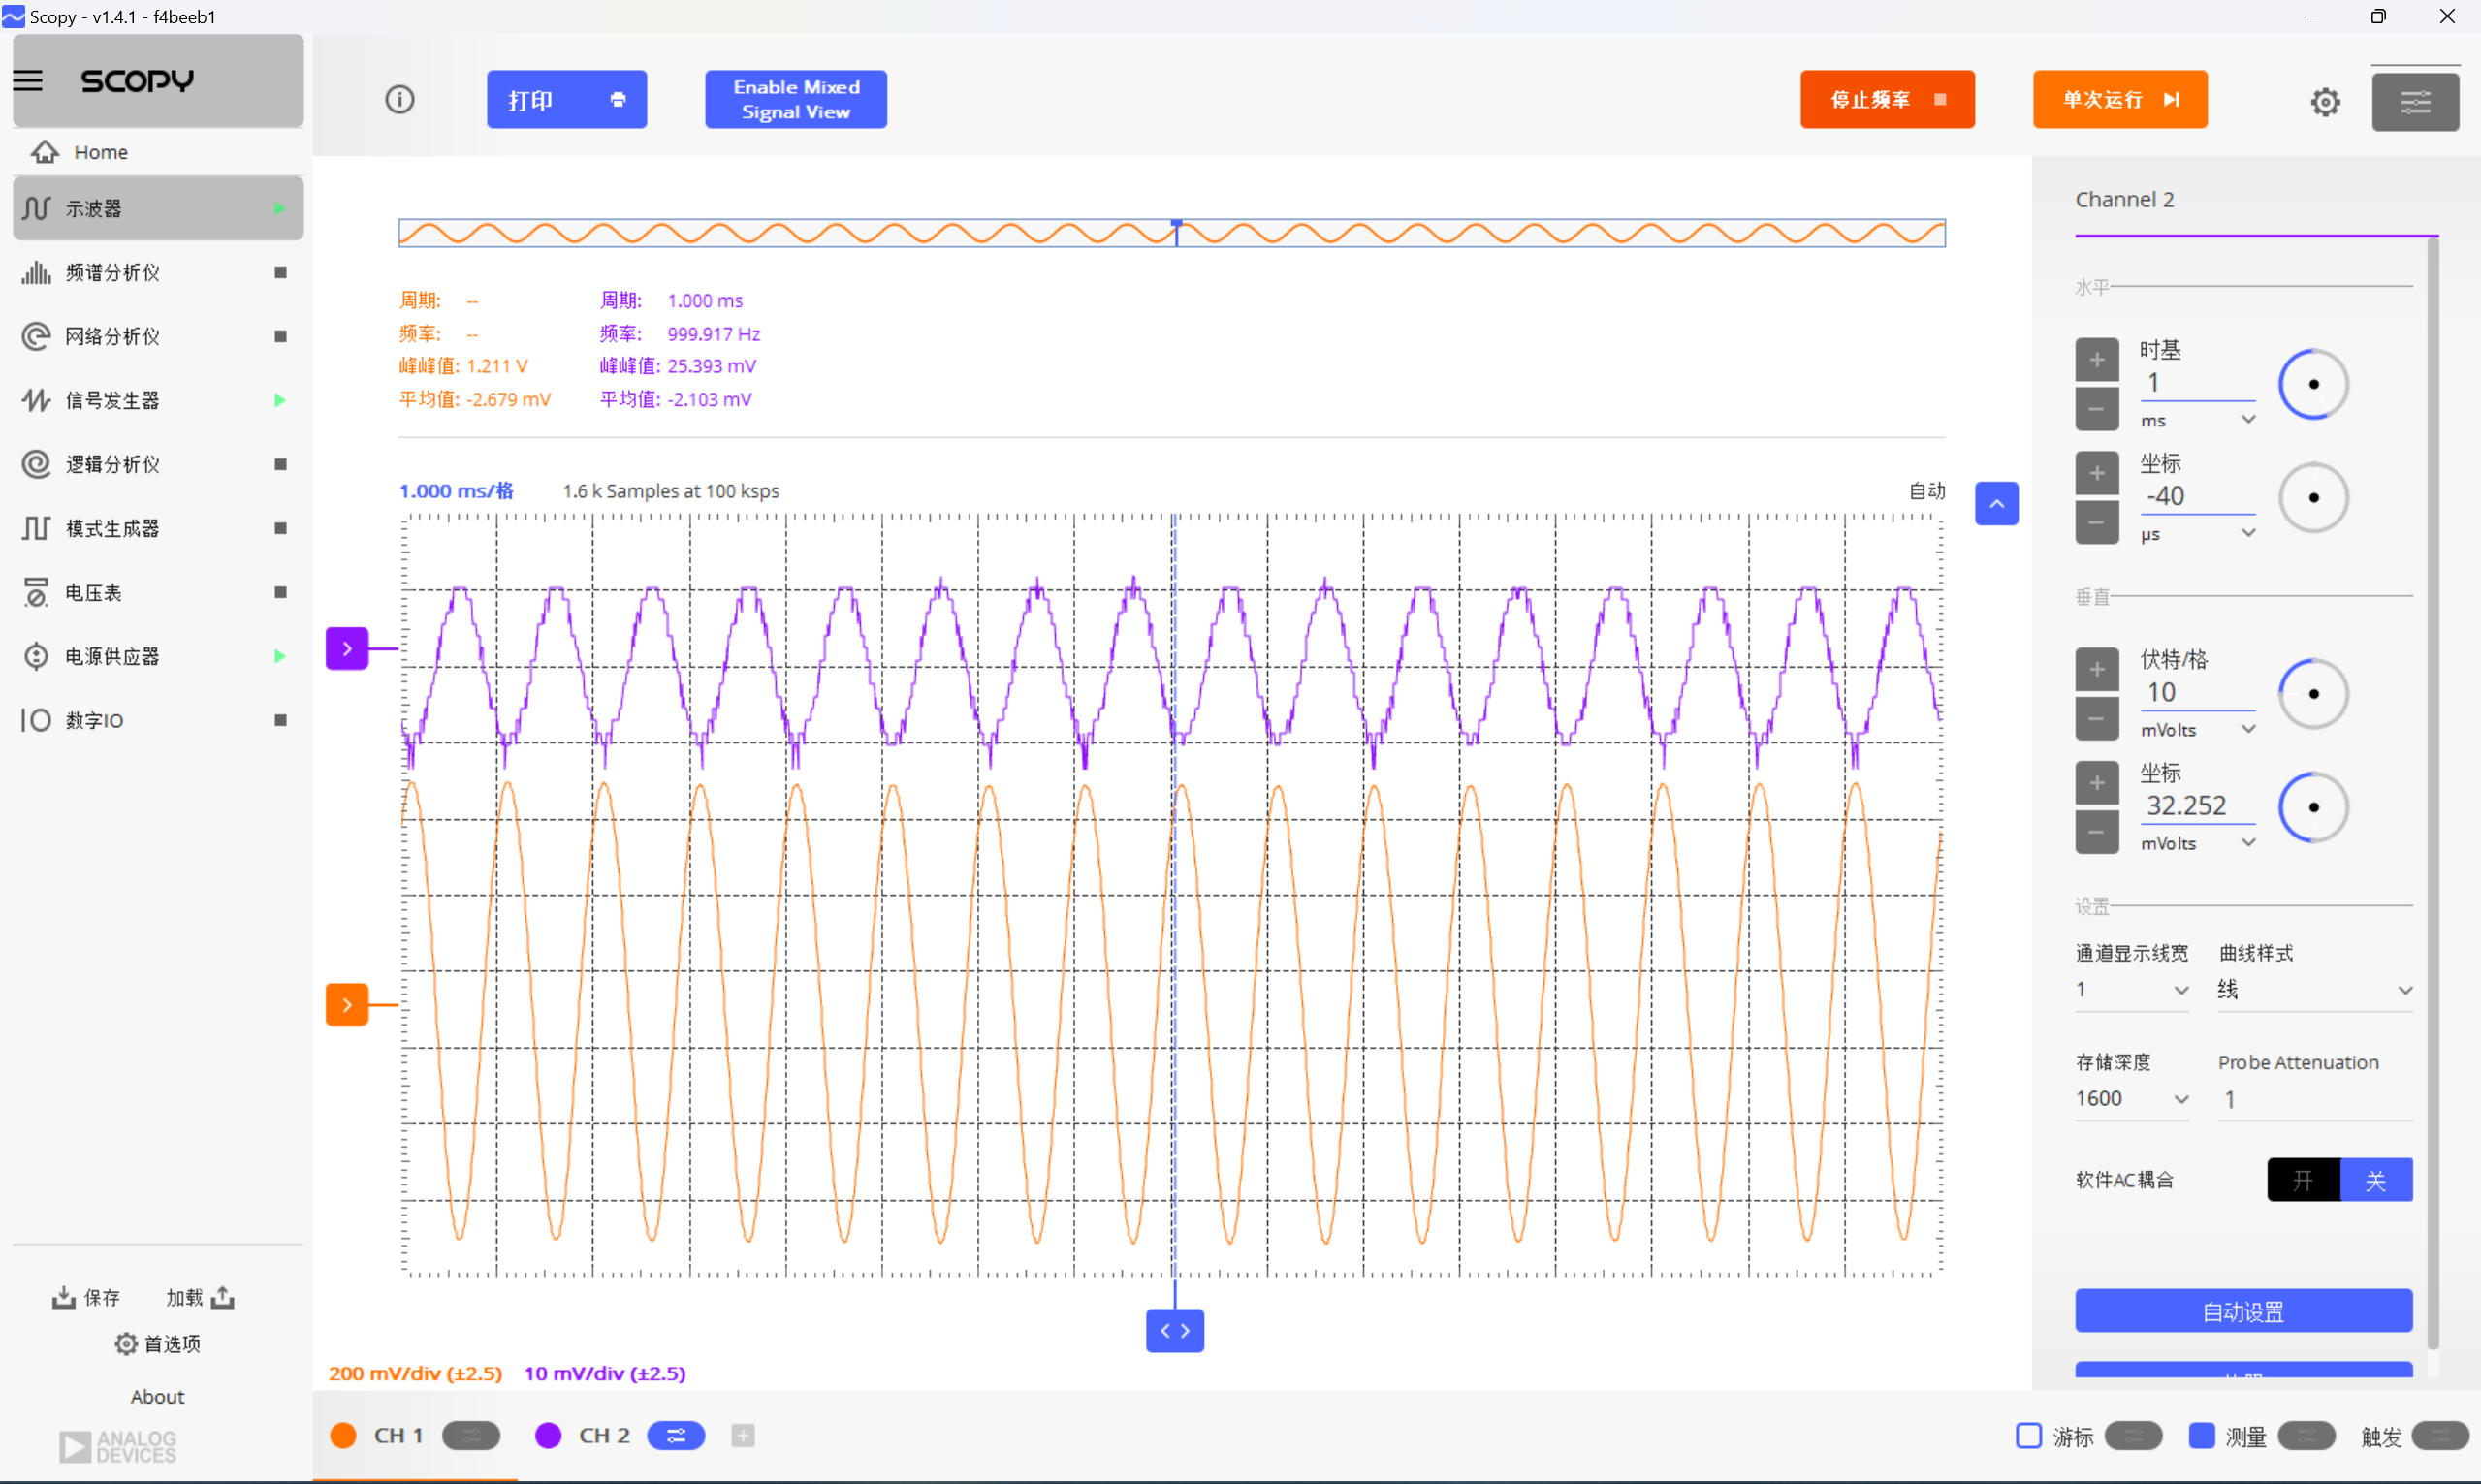 Scopy - v1.4.1 - f4beeb1
SCOPY
打印
Enable Mixed
Signal View
停止频率
单次运行
Home
示波器
频谱分析仪
网络分析仪
信号发生器
逻辑分析仪
模式生成器
电压表
电源供应器
数字IO
保存 加载
首选项
About
ANALOG
DEVICES
周期: -- 周期: 1.000 ms
频率: -- 频率: 999.917 Hz
峰峰值: 1.211 V 峰峰值: 25.393 mV
平均值: -2.679 mV 平均值: -2.103 mV
1.000 ms/格 1.6 k Samples at 100 ksps 自动
200 mV/div (±2.5) 10 mV/div (±2.5)
CH 1 CH 2
Channel 2
水平
时基
1
ms
坐标
-40
µs
垂直
伏特/格
10
mVolts
坐标
32.252
mVolts
设置
通道显示线宽 曲线样式
1 线
存储深度 Probe Attenuation
1600 1
软件AC耦合 开 关
自动设置
游标 测量 触发